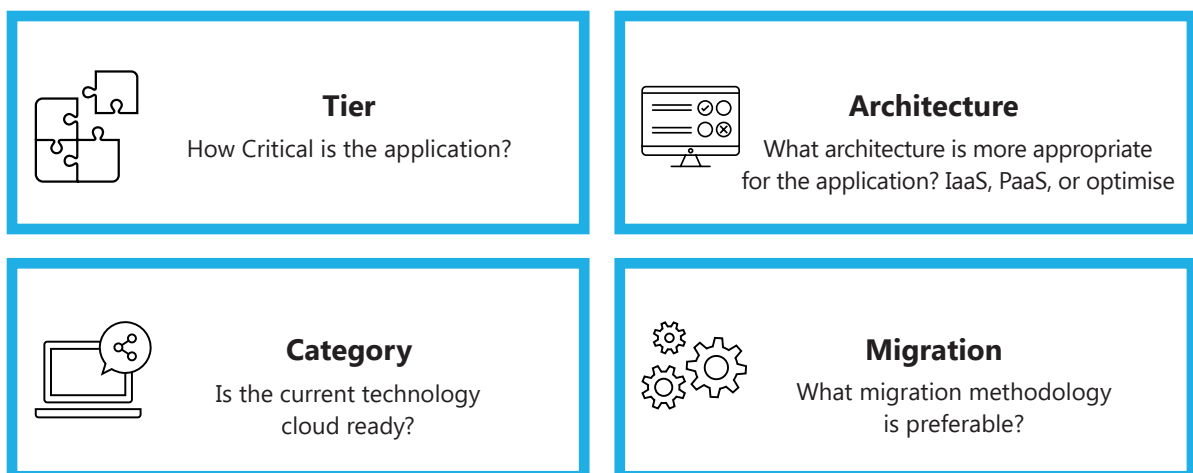 Tier
How Critical is the application?
Architecture
What architecture is more appropriate
for the application? IaaS, PaaS, or optimise
Category
Is the current technology
cloud ready?
Migration
What migration methodology
is preferable?